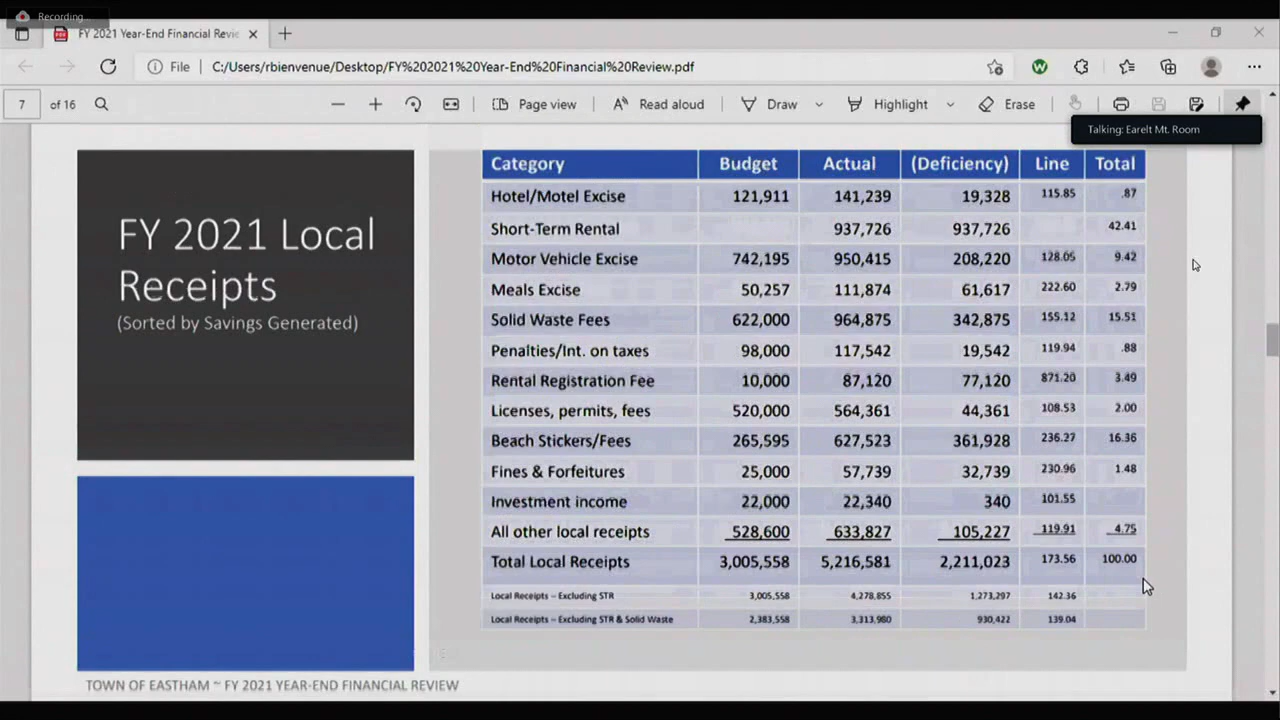 Recording...
FY 2021 Year-End Financial Revie
File C:/Users/rbienvenue/Desktop/FY%202021%20Year-End%20Financial%20Review.pdf
7 of 16 Page view Read aloud Draw Highlight Erase
Talking: Earelt Mt. Room
FY 2021 Local
Receipts
(Sorted by Savings Generated)
Category Budget Actual (Deficiency) Line Total
Hotel/Motel Excise 121,911 141,239 19,328 115.85 .87
Short-Term Rental 937,726 937,726 42.41
Motor Vehicle Excise 742,195 950,415 208,220 128.05 9.42
Meals Excise 50,257 111,874 61,617 222.60 2.79
Solid Waste Fees 622,000 964,875 342,875 155.12 15.51
Penalties/Int. on taxes 98,000 117,542 19,542 119.94 .88
Rental Registration Fee 10,000 87,120 77,120 871.20 3.49
Licenses, permits, fees 520,000 564,361 44,361 108.53 2.00
Beach Stickers/Fees 265,595 627,523 361,928 236.27 16.36
Fines & Forfeitures 25,000 57,739 32,739 230.96 1.48
Investment income 22,000 22,340 340 101.55
All other local receipts 528,600 633,827 105,227 119.91 4.75
Total Local Receipts 3,005,558 5,216,581 2,211,023 173.56 100.00
Local Receipts – Excluding STR 3,005,558 4,278,855 1,273,297 142.36
Local Receipts – Excluding STR & Solid Waste 2,383,558 3,313,980 930,422 139.04
TOWN OF EASTHAM ~ FY 2021 YEAR-END FINANCIAL REVIEW